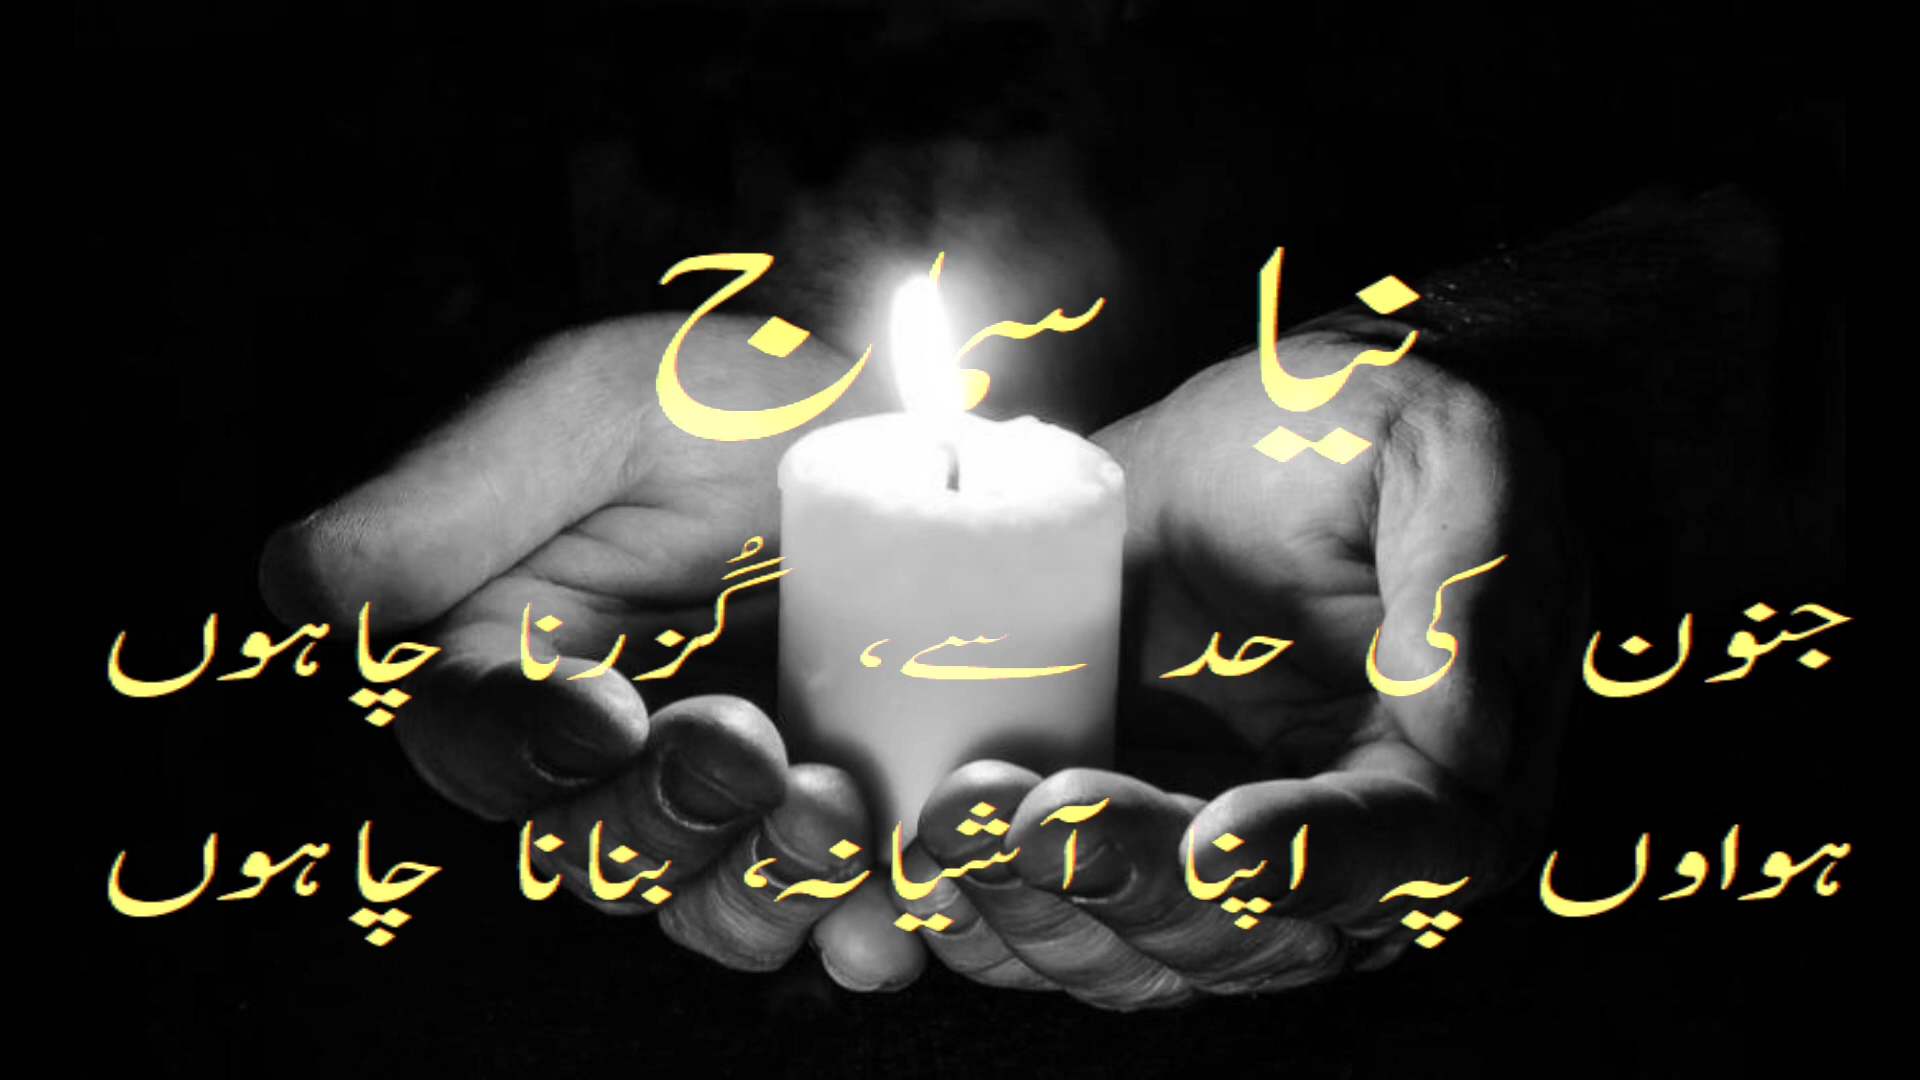 نیا سماج
جنون کی حد سے، گُزرنا چاہوں
ہواوں پہ اپنا آشیانہ، بنانا چاہوں